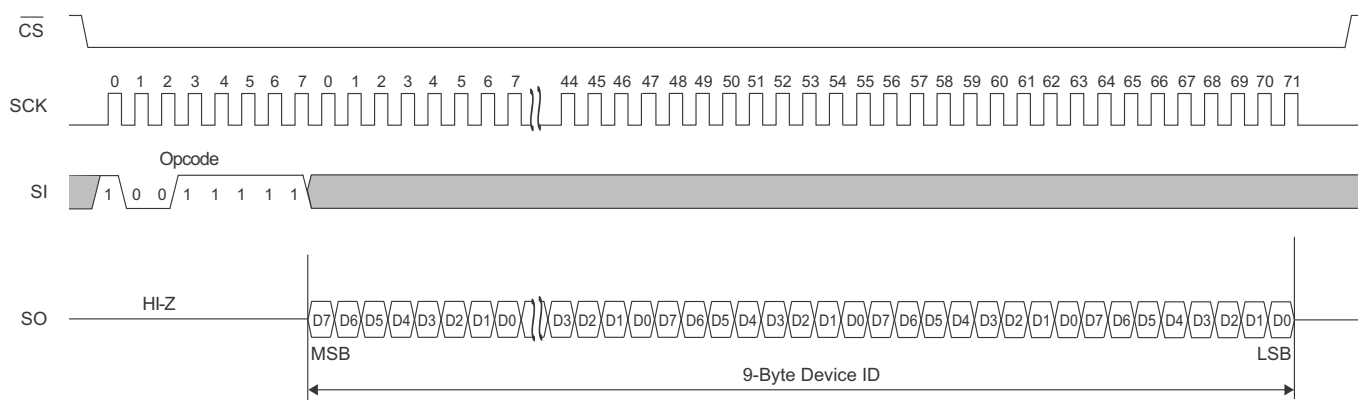 CS
0 1 2 3 4 5 6 7 0 1 2 3 4 5 6 7 44 45 46 47 48 49 50 51 52 53 54 55 56 57 58 59 60 61 62 63 64 65 66 67 68 69 70 71
SCK
Opcode
SI 1 0 0 1 1 1 1 1
HI-Z
SO D7 D6 D5 D4 D3 D2 D1 D0 D3 D2 D1 D0 D7 D6 D5 D4 D3 D2 D1 D0 D7 D6 D5 D4 D3 D2 D1 D0 D7 D6 D5 D4 D3 D2 D1 D0
MSB LSB
9-Byte Device ID